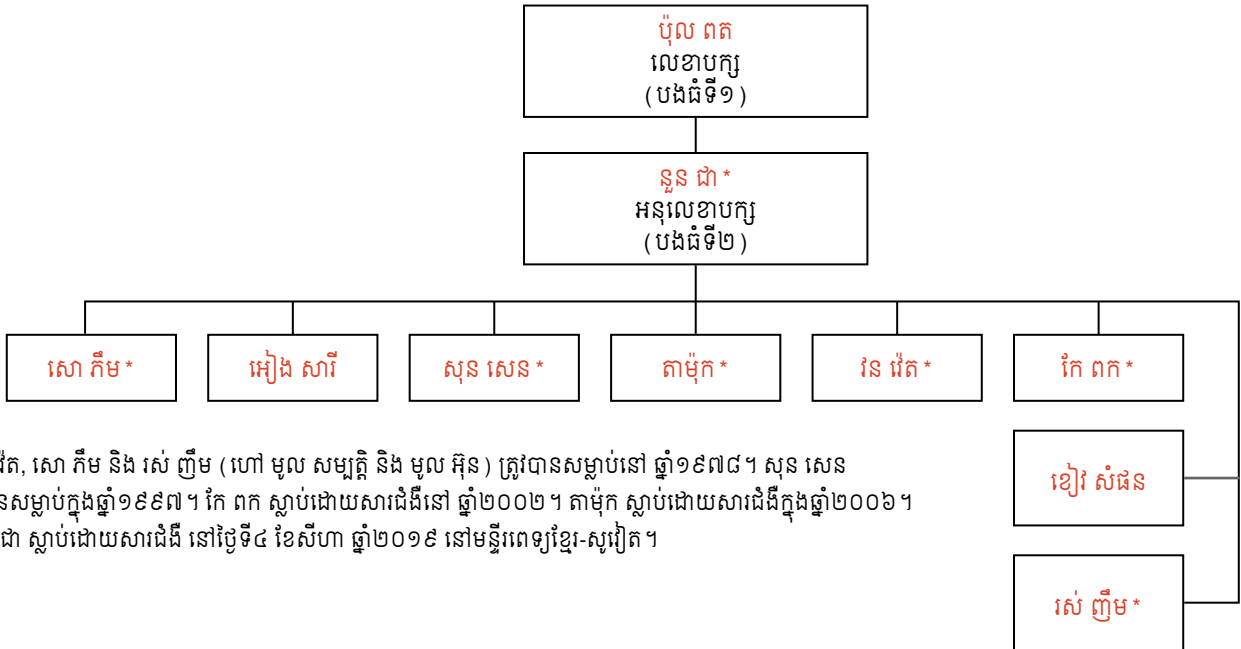 ប៉ុល ពត
លេខាបក្ស
(បងធំទី១)
នួន ជា*
អនុលេខាបក្ស
(បងធំទី២)
សោ ភឹម*
អៀង សារី
សុន សេន*
តាម៉ុក*
វន វ៉េត*
កែ ពក*
ខៀវ សំផន
រស់ ញឹម*
សោ ភឹម និង រស់ ញឹម (ហៅ មូល សម្បត្តិ និង មូល អ៊ុន) ត្រូវបានសម្លាប់នៅ ឆ្នាំ១៩៧៨។ សុន សេន
សម្លាប់ក្នុងឆ្នាំ១៩៩៧។ កែ ពក ស្លាប់ដោយសារជំងឺនៅ ឆ្នាំ២០០២។ តាម៉ុក ស្លាប់ដោយសារជំងឺក្នុងឆ្នាំ២០០៦។
ជា ស្លាប់ដោយសារជំងឺ នៅថ្ងៃទី៤ ខែសីហា ឆ្នាំ២០១៩ នៅមន្ទីរពេទ្យខ្មែរ-សូវៀត។